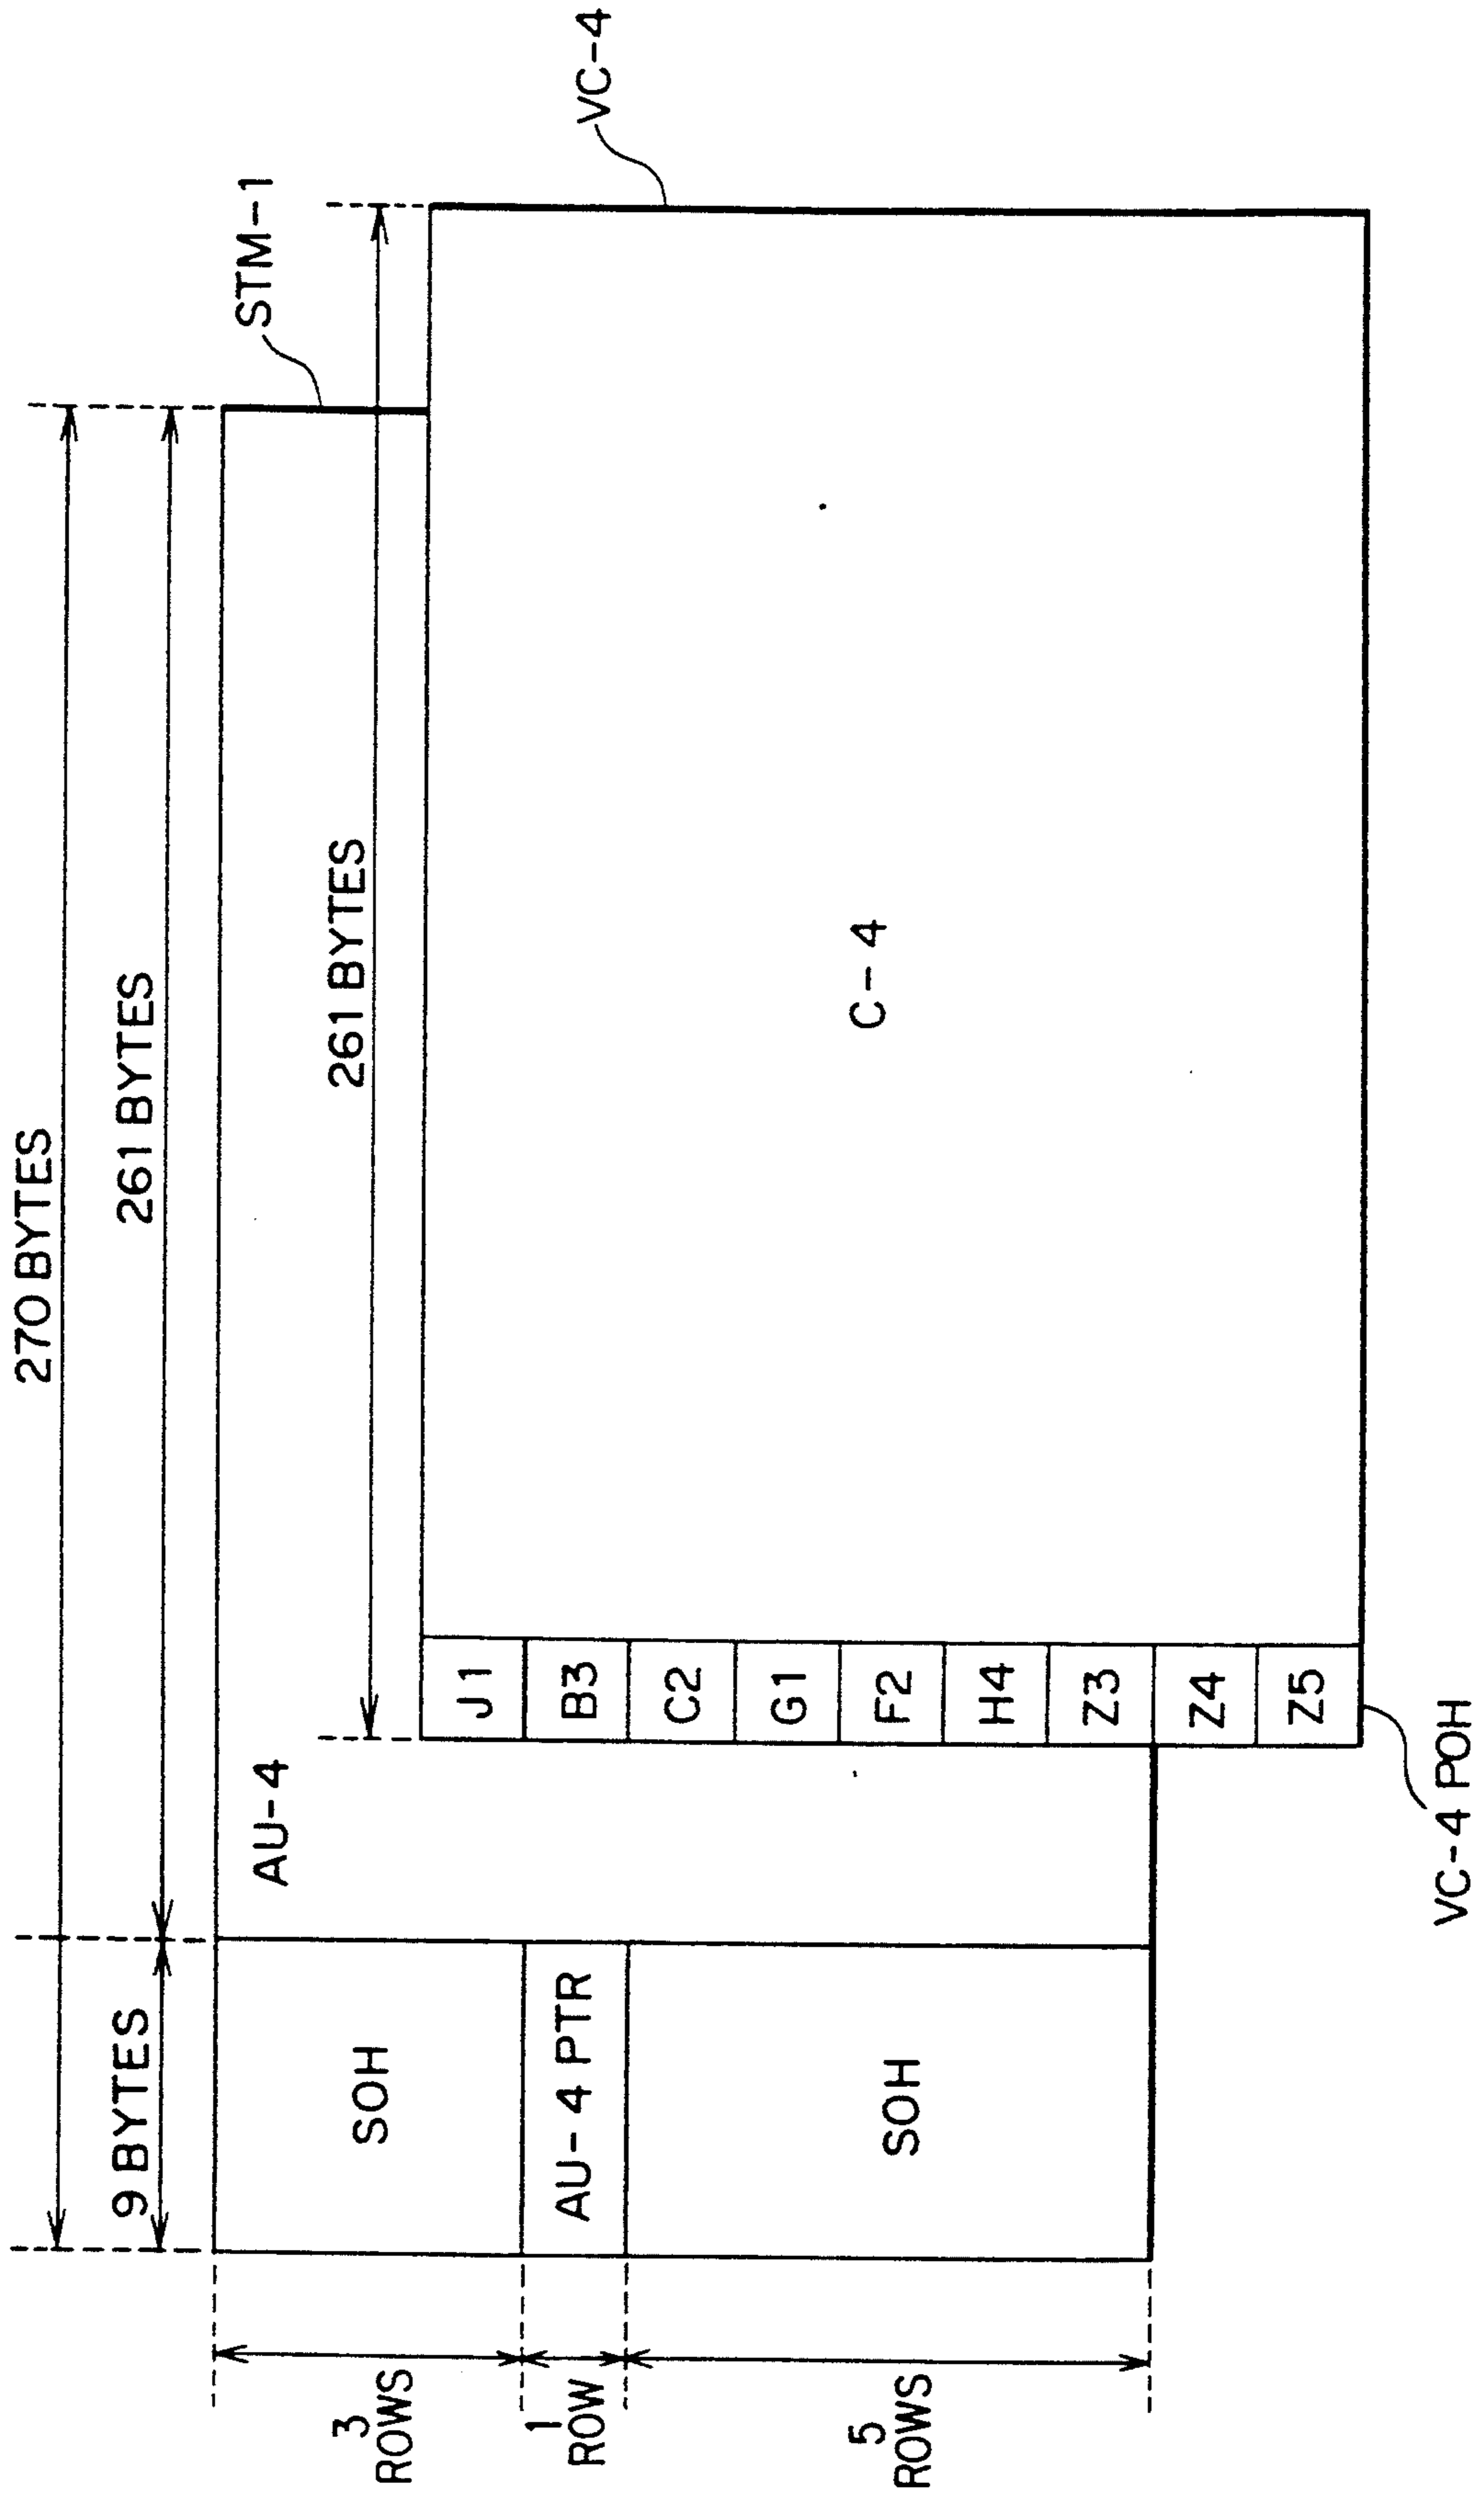 270 BYTES
9 BYTES
261 BYTES
STM-1
261 BYTES
VC-4
AU-4
3
ROWS
SOH
1
ROW
AU-4 PTR
5
ROWS
SOH
J1
B3
C2
G1
F2
H4
Z3
Z4
Z5
C-4
VC-4 POH